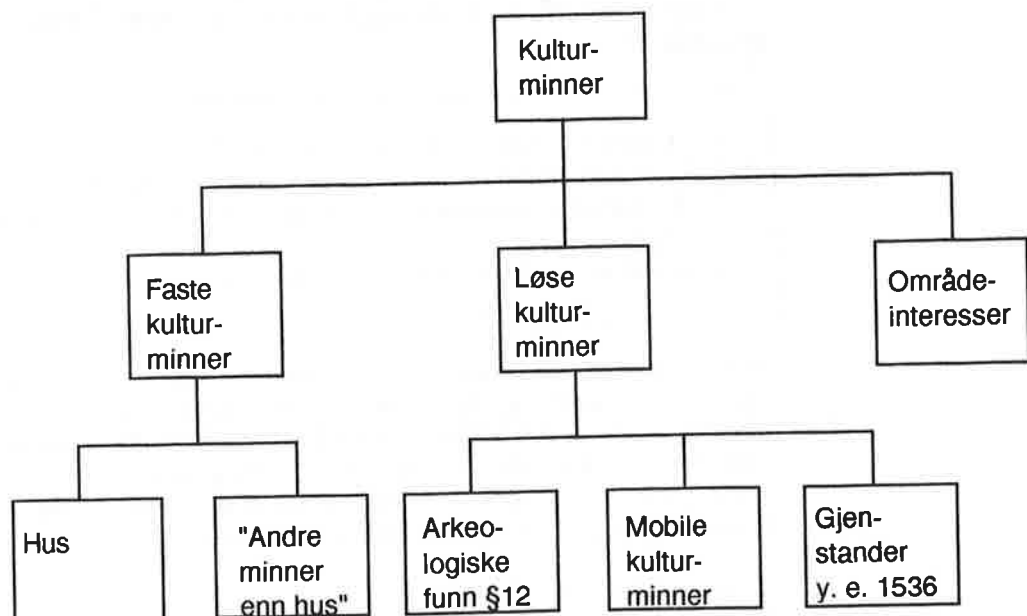 Kultur-
minner
Faste
kultur-
minner
Løse
kultur-
minner
Område-
interesser
Hus
"Andre
minner
enn hus"
Arkeo-
logiske
funn §12
Mobile
kultur-
minner
Gjen-
stander
y. e. 1536